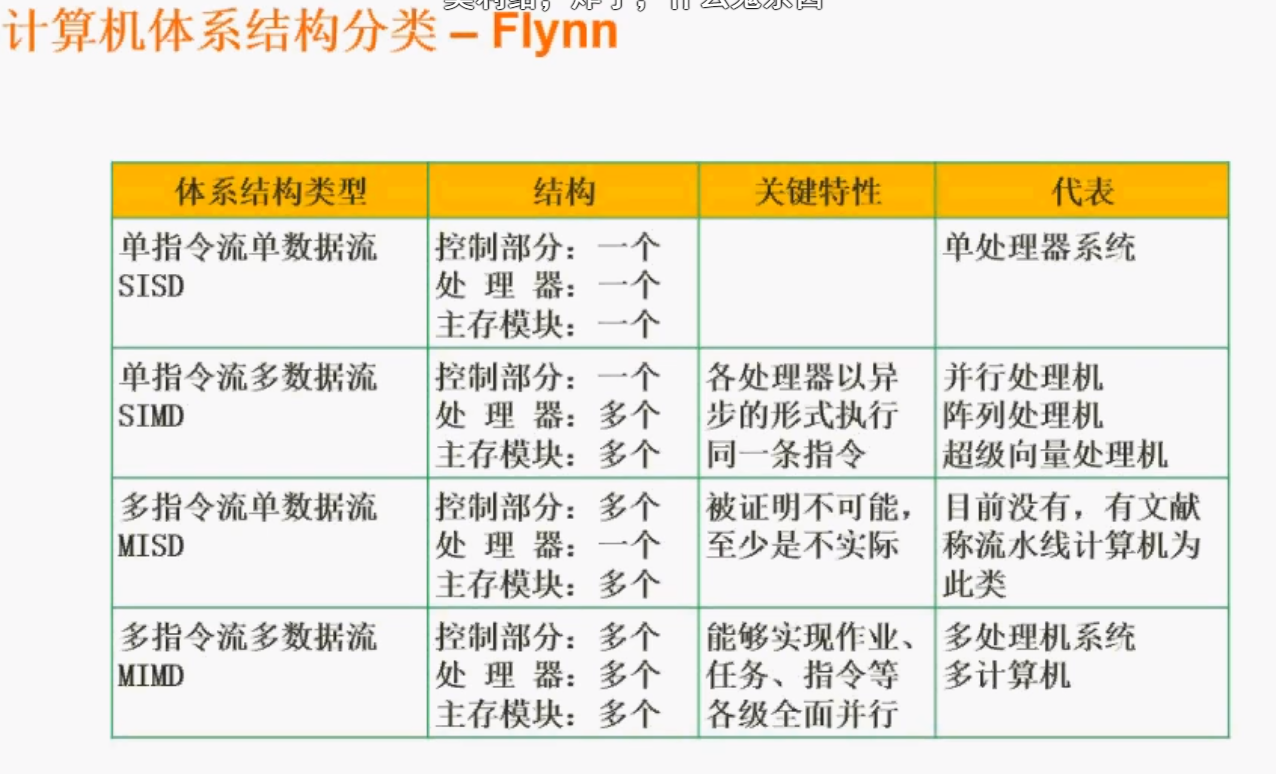 计算机体系结构分类 – Flynn
体系结构类型 结构 关键特性 代表
单指令流单数据流
SISD
控制部分：一个
处 理 器：一个
主存模块：一个
单处理器系统
单指令流多数据流
SIMD
控制部分：一个
处 理 器：多个
主存模块：多个
各处理器以异
步的形式执行
同一条指令
并行处理机
阵列处理机
超级向量处理机
多指令流单数据流
MISD
控制部分：多个
处 理 器：一个
主存模块：多个
被证明不可能，
至少是不实际
目前没有，有文献
称流水线计算机为
此类
多指令流多数据流
MIMD
控制部分：多个
处 理 器：多个
主存模块：多个
能够实现作业、
任务、指令等
各级全面并行
多处理机系统
多计算机